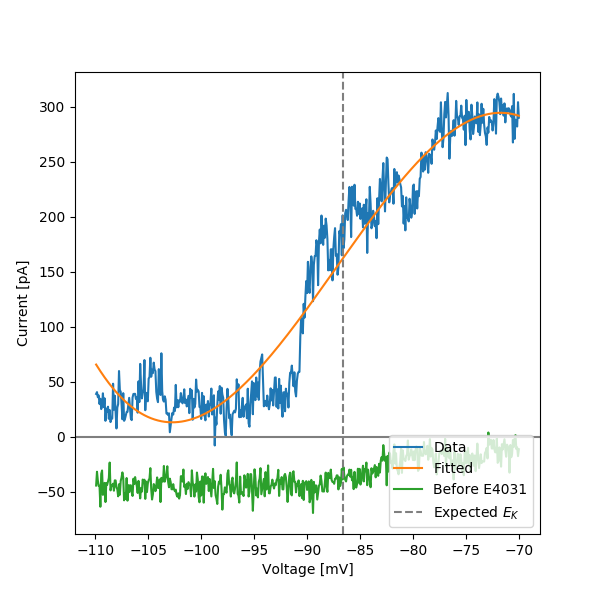 300
250
200
150
100
50
0
−50
Current [pA]
−110
−105
−100
−95
−90
−85
−80
−75
−70
Voltage [mV]
Data
Fitted
Before E4031
Expected E_K